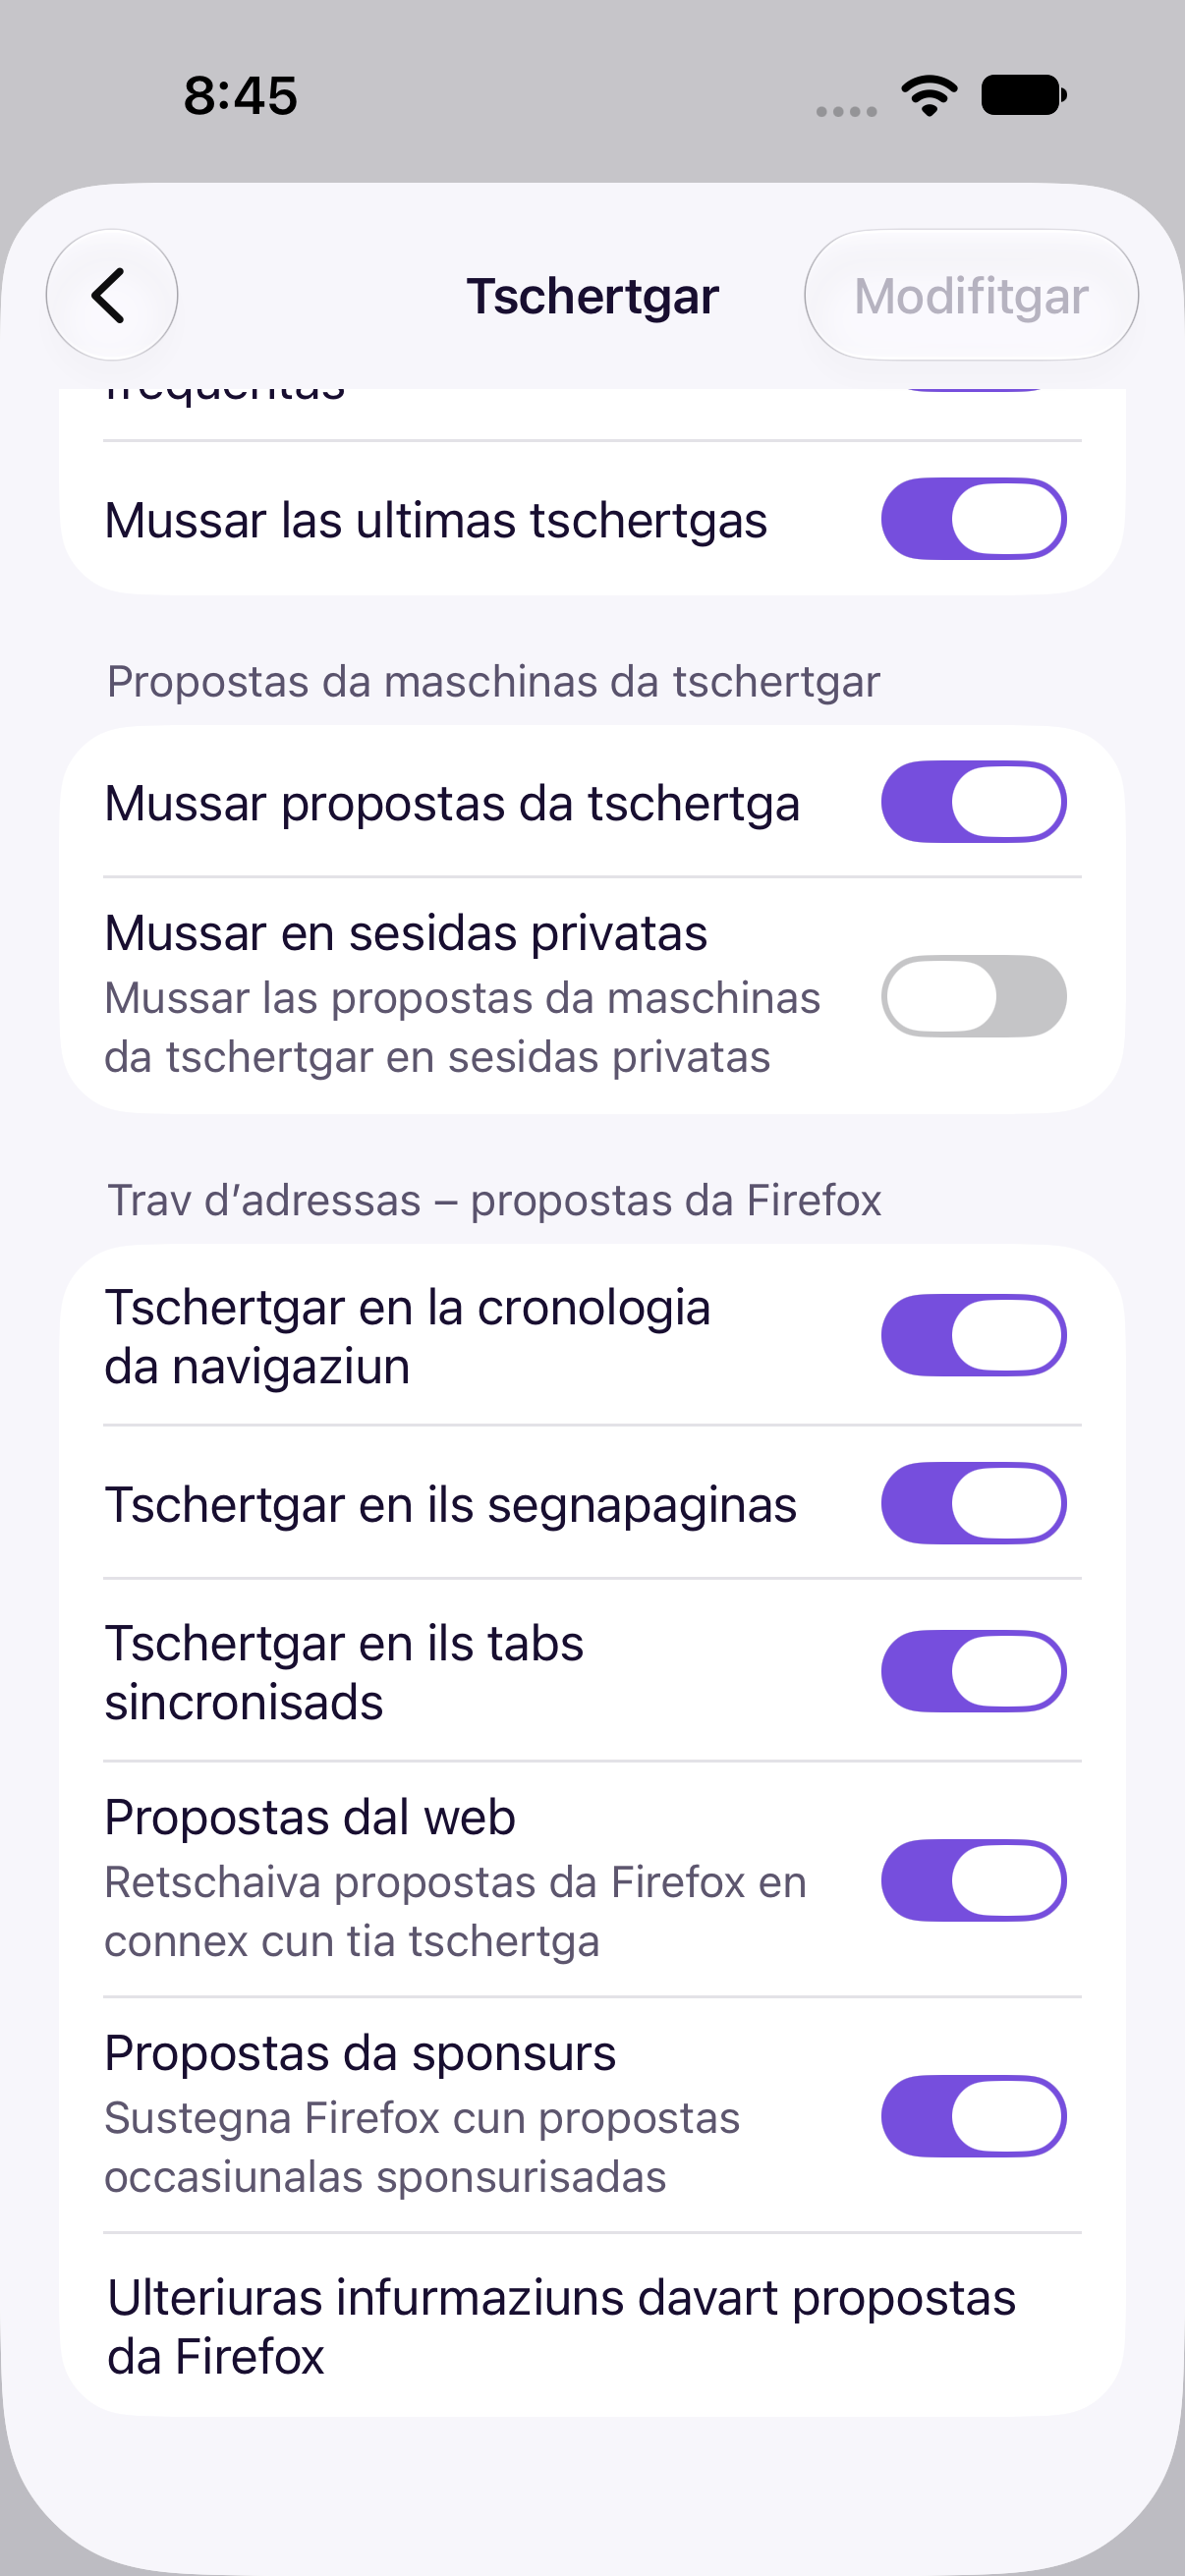 8:45
Tschertgar
Modifitgar
frequentas
Mussar las ultimas tschertgas
Propostas da maschinas da tschertgar
Mussar propostas da tschertga
Mussar en sesidas privatas
Mussar las propostas da maschinas
da tschertgar en sesidas privatas
Trav d’adressas – propostas da Firefox
Tschertgar en la cronologia
da navigaziun
Tschertgar en ils segnapaginas
Tschertgar en ils tabs
sincronisads
Propostas dal web
Retschaiva propostas da Firefox en
connex cun tia tschertga
Propostas da sponsurs
Sustegna Firefox cun propostas
occasiunalas sponsurisadas
Ulteriuras infurmaziuns davart propostas
da Firefox